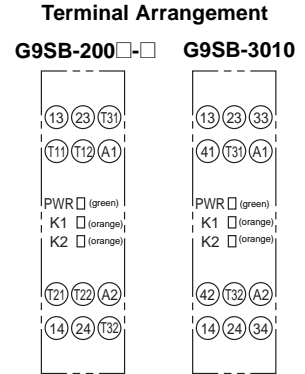 Terminal Arrangement
G9SB-200□-□ G9SB-3010
13 23 T31 13 23 33
T11 T12 A1 41 T31 A1
PWR (green) PWR (green)
K1 (orange) K1 (orange)
K2 (orange) K2 (orange)
T21 T22 A2 42 T32 A2
14 24 T32 14 24 34